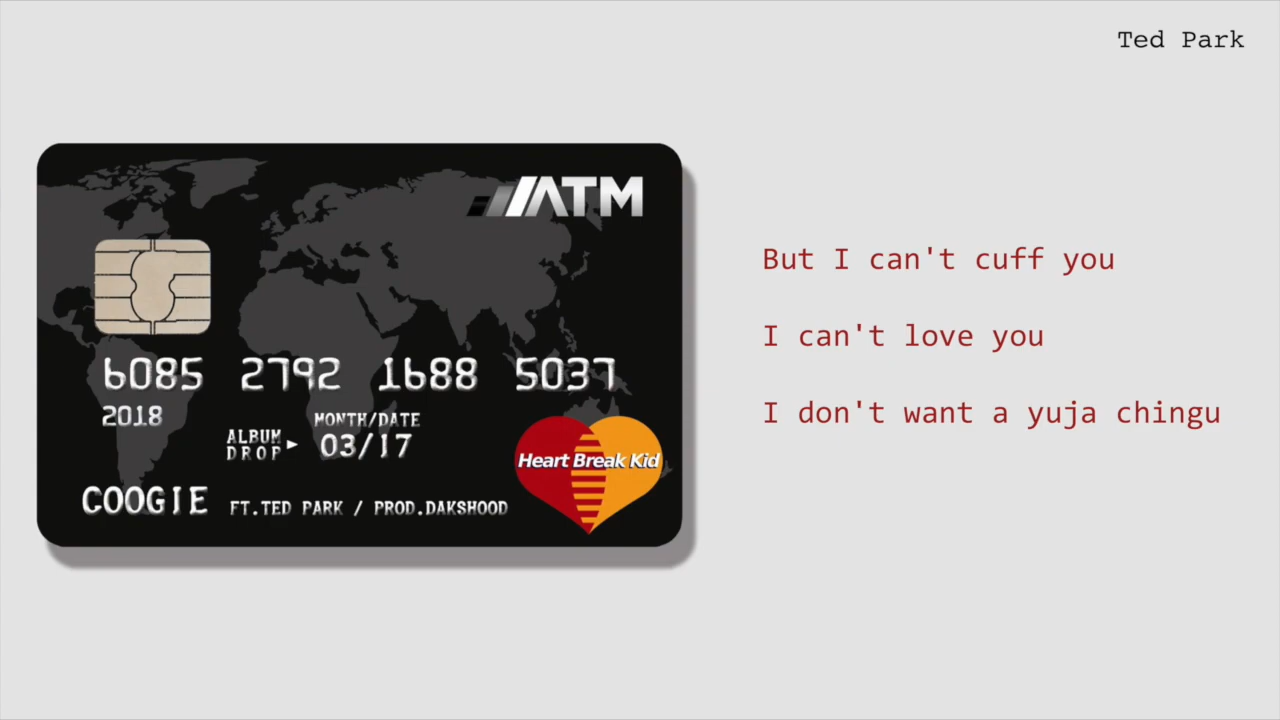 Ted Park
ATM
6085 2792 1688 5037
2018
MONTH/DATE
ALBUM DROP ▸ 03/17
Heart Break Kid
COOGIE FT.TED PARK / PROD.DAKSHOOD
But I can't cuff you
I can't love you
I don't want a yuja chingu